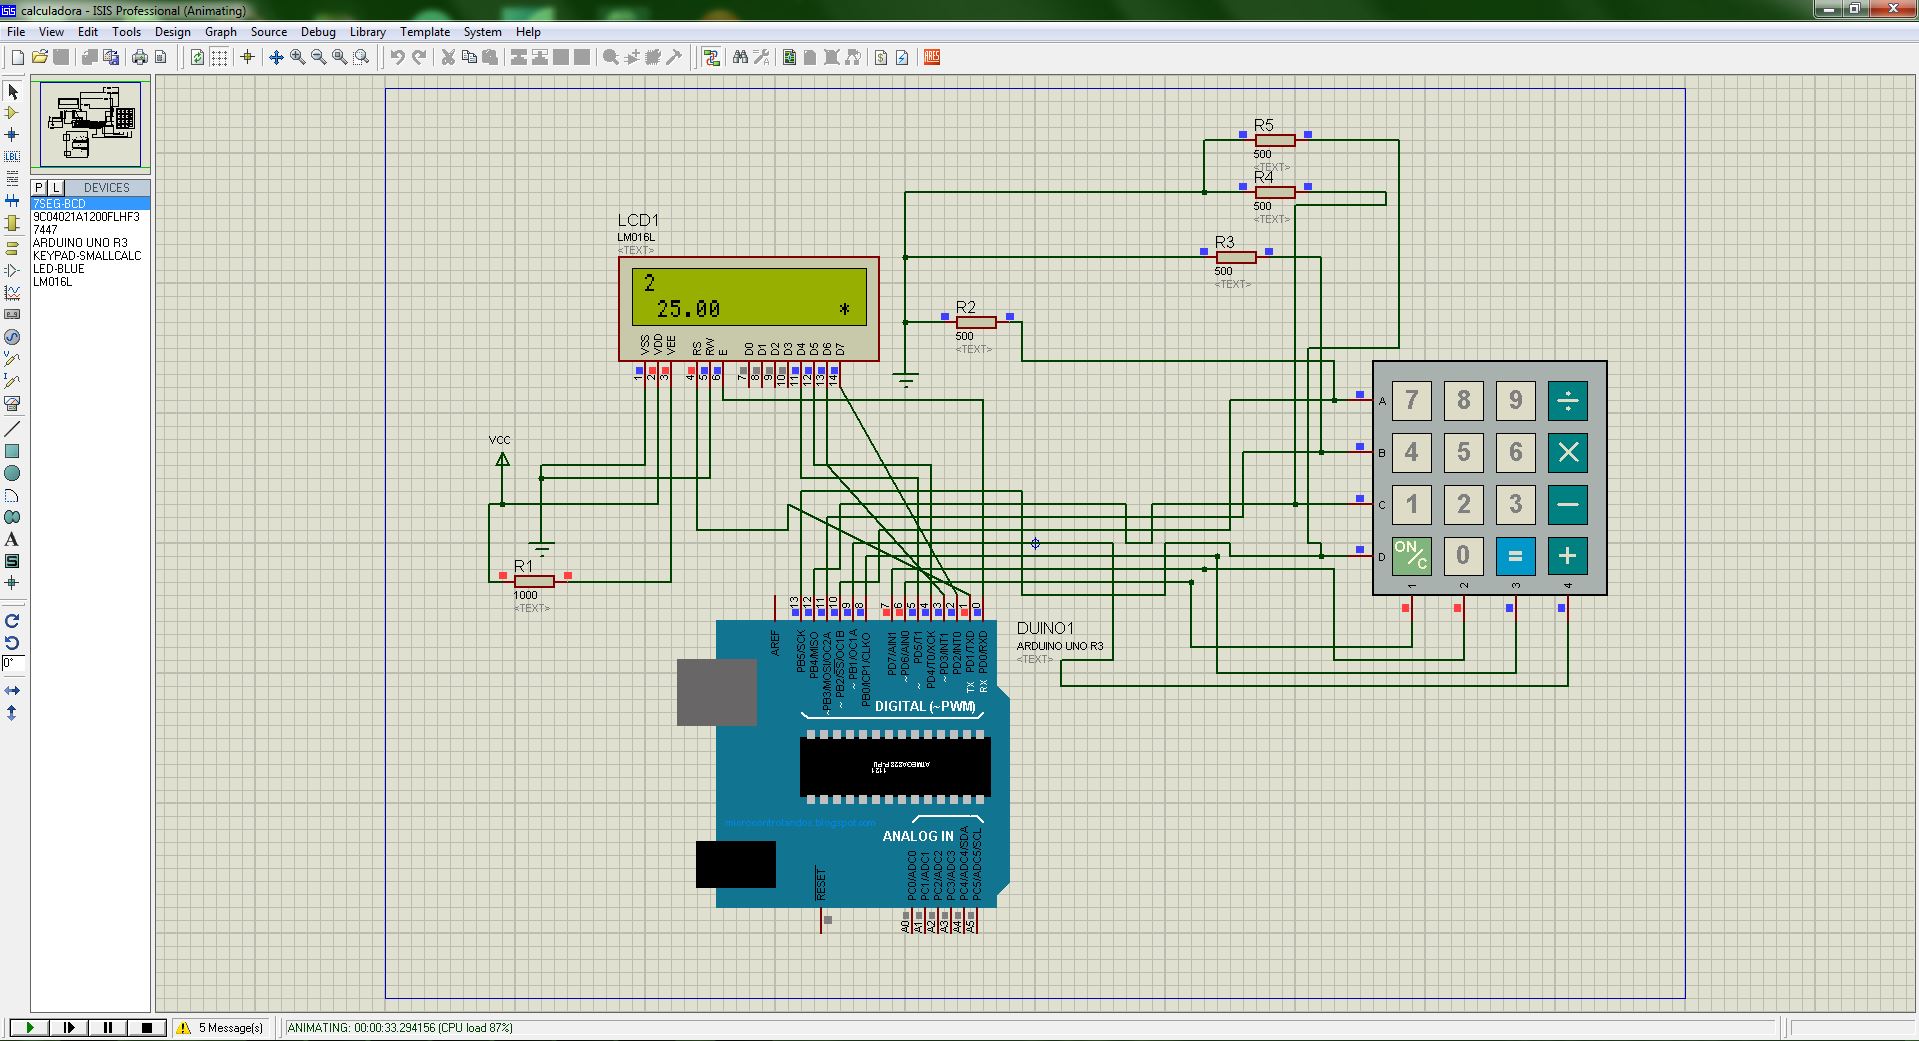 calculadora - ISIS Professional (Animating)
File View Edit Tools Design Graph Source Debug Library Template System Help
LBL
P L DEVICES
7SEG-BCD
9C04021A1200FLHF3
7447
ARDUINO UNO R3
KEYPAD-SMALLCALC
LED-BLUE
LM016L
A
S
0°
R5
500
<TEXT>
R4
500
<TEXT>
R3
500
<TEXT>
R2
500
<TEXT>
LCD1
LM016L
<TEXT>
2
25.00 *
VSS VDD VEE RS RW E D0 D1 D2 D3 D4 D5 D6 D7
1 2 3 4 5 6 7 8 9 10 11 12 13 14
VCC
R1
1000
<TEXT>
A 7 8 9 ÷
B 4 5 6 ×
C 1 2 3 −
D ON/C 0 = +
1 2 3 4
13 12 11 10 9 8 7 6 5 4 3 2 1 0
DUINO1
ARDUINO UNO R3
<TEXT>
AREF
PB5/SCK
PB4/MISO
~PB3/MOSI/OC2A
~PB2/SS/OC1B
~PB1/OC1A
PB0/ICP1/CLKO
PD7/AIN1
~PD6/AIN0
~PD5/T1
PD4/T0/XCK
~PD3/INT1
PD2/INT0
TX PD1/TXD
RX PD0/RXD
DIGITAL (~PWM)
ATMEGA328P-PU
1121
microcontrolandos.blogspot.com
ANALOG IN
RESET
PC0/ADC0
PC1/ADC1
PC2/ADC2
PC3/ADC3
PC4/ADC4/SDA
PC5/ADC5/SCL
A0 A1 A2 A3 A4 A5
5 Message(s)
ANIMATING: 00:00:33.294156 (CPU load 87%)